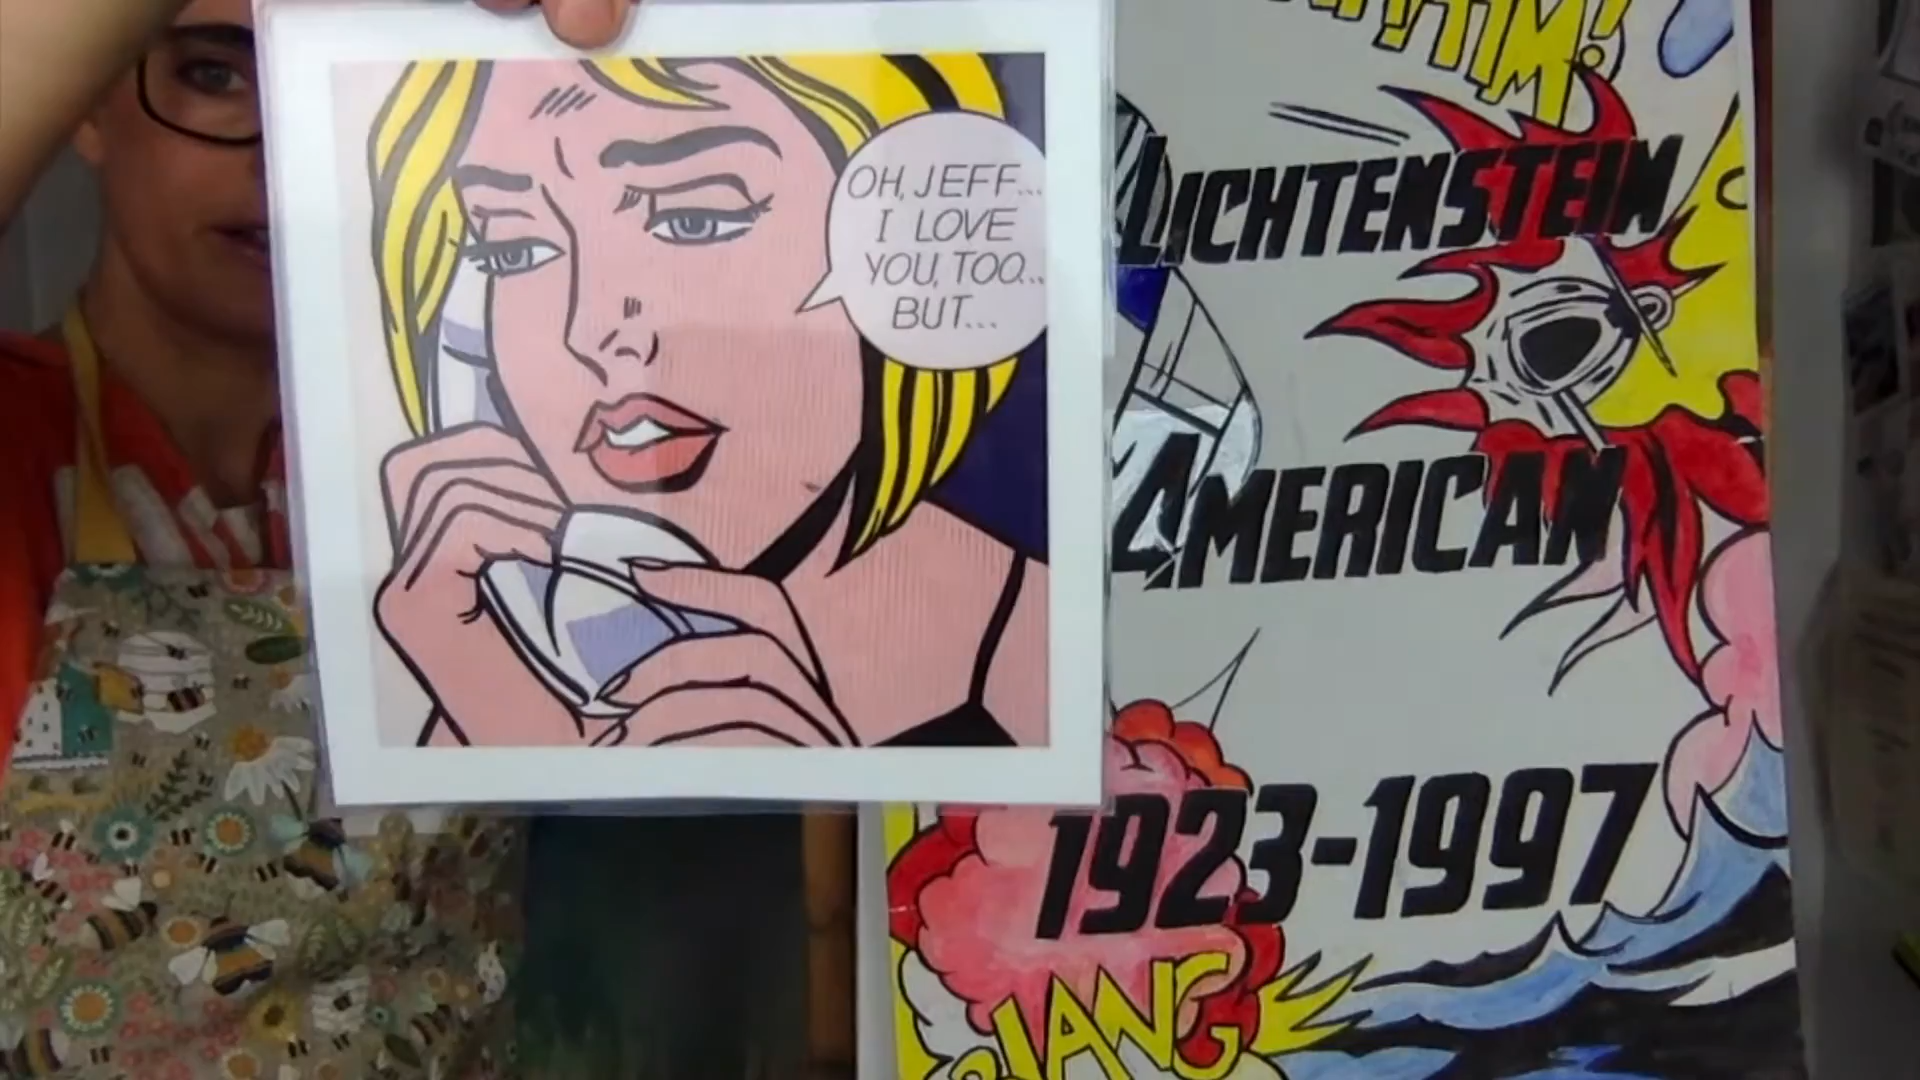 OH, JEFF...
I LOVE
YOU, TOO...
BUT...
LICHTENSTEIN
AMERICAN
1923-1997